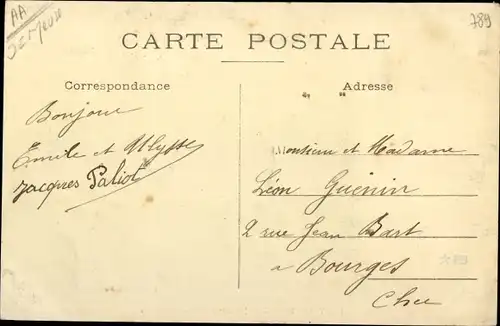 AA
789
CARTE POSTALE
Correspondance
Adresse
Bonjour
Emile et Ulysse
Jacques Paliot
Monsieur et Madame
Léon Guénin
2 rue Jean Bart
a Bourges
Cher